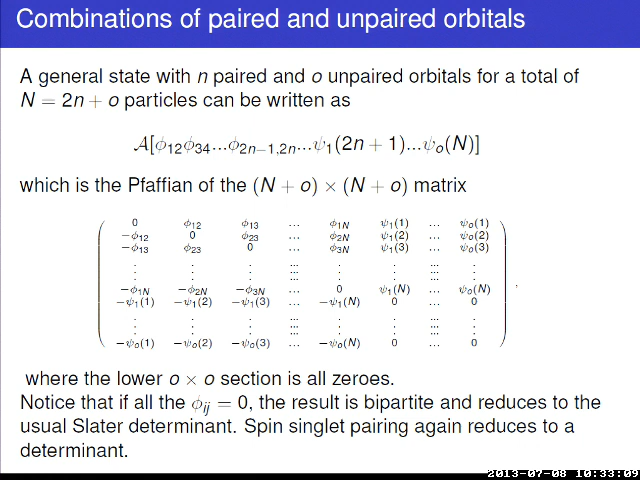 Combinations of paired and unpaired orbitals
A general state with n paired and o unpaired orbitals for a total of
N = 2n + o particles can be written as
𝒜[ϕ₁₂ϕ₃₄...ϕ₂ₙ₋₁,₂ₙ...ψ₁(2n + 1)...ψₒ(N)]
which is the Pfaffian of the (N + o) × (N + o) matrix
0 ϕ₁₂ ϕ₁₃ ... ϕ₁N ψ₁(1) ... ψₒ(1)
−ϕ₁₂ 0 ϕ₂₃ ... ϕ₂N ψ₁(2) ... ψₒ(2)
−ϕ₁₃ ϕ₂₃ 0 ... ϕ₃N ψ₁(3) ... ψₒ(3)
⋮ ⋮ ⋮ ⋮ ⋮ ⋮ ⋮ ⋮
−ϕ₁N −ϕ₂N −ϕ₃N ... 0 ψ₁(N) ... ψₒ(N)
−ψ₁(1) −ψ₁(2) −ψ₁(3) ... −ψ₁(N) 0 ... 0
⋮ ⋮ ⋮ ⋮ ⋮ ⋮ ⋮ ⋮
−ψₒ(1) −ψₒ(2) −ψₒ(3) ... −ψₒ(N) 0 ... 0 ,
where the lower o × o section is all zeroes.
Notice that if all the ϕᵢⱼ = 0, the result is bipartite and reduces to the
usual Slater determinant. Spin singlet pairing again reduces to a
determinant.
2013-07-08 10:33:09